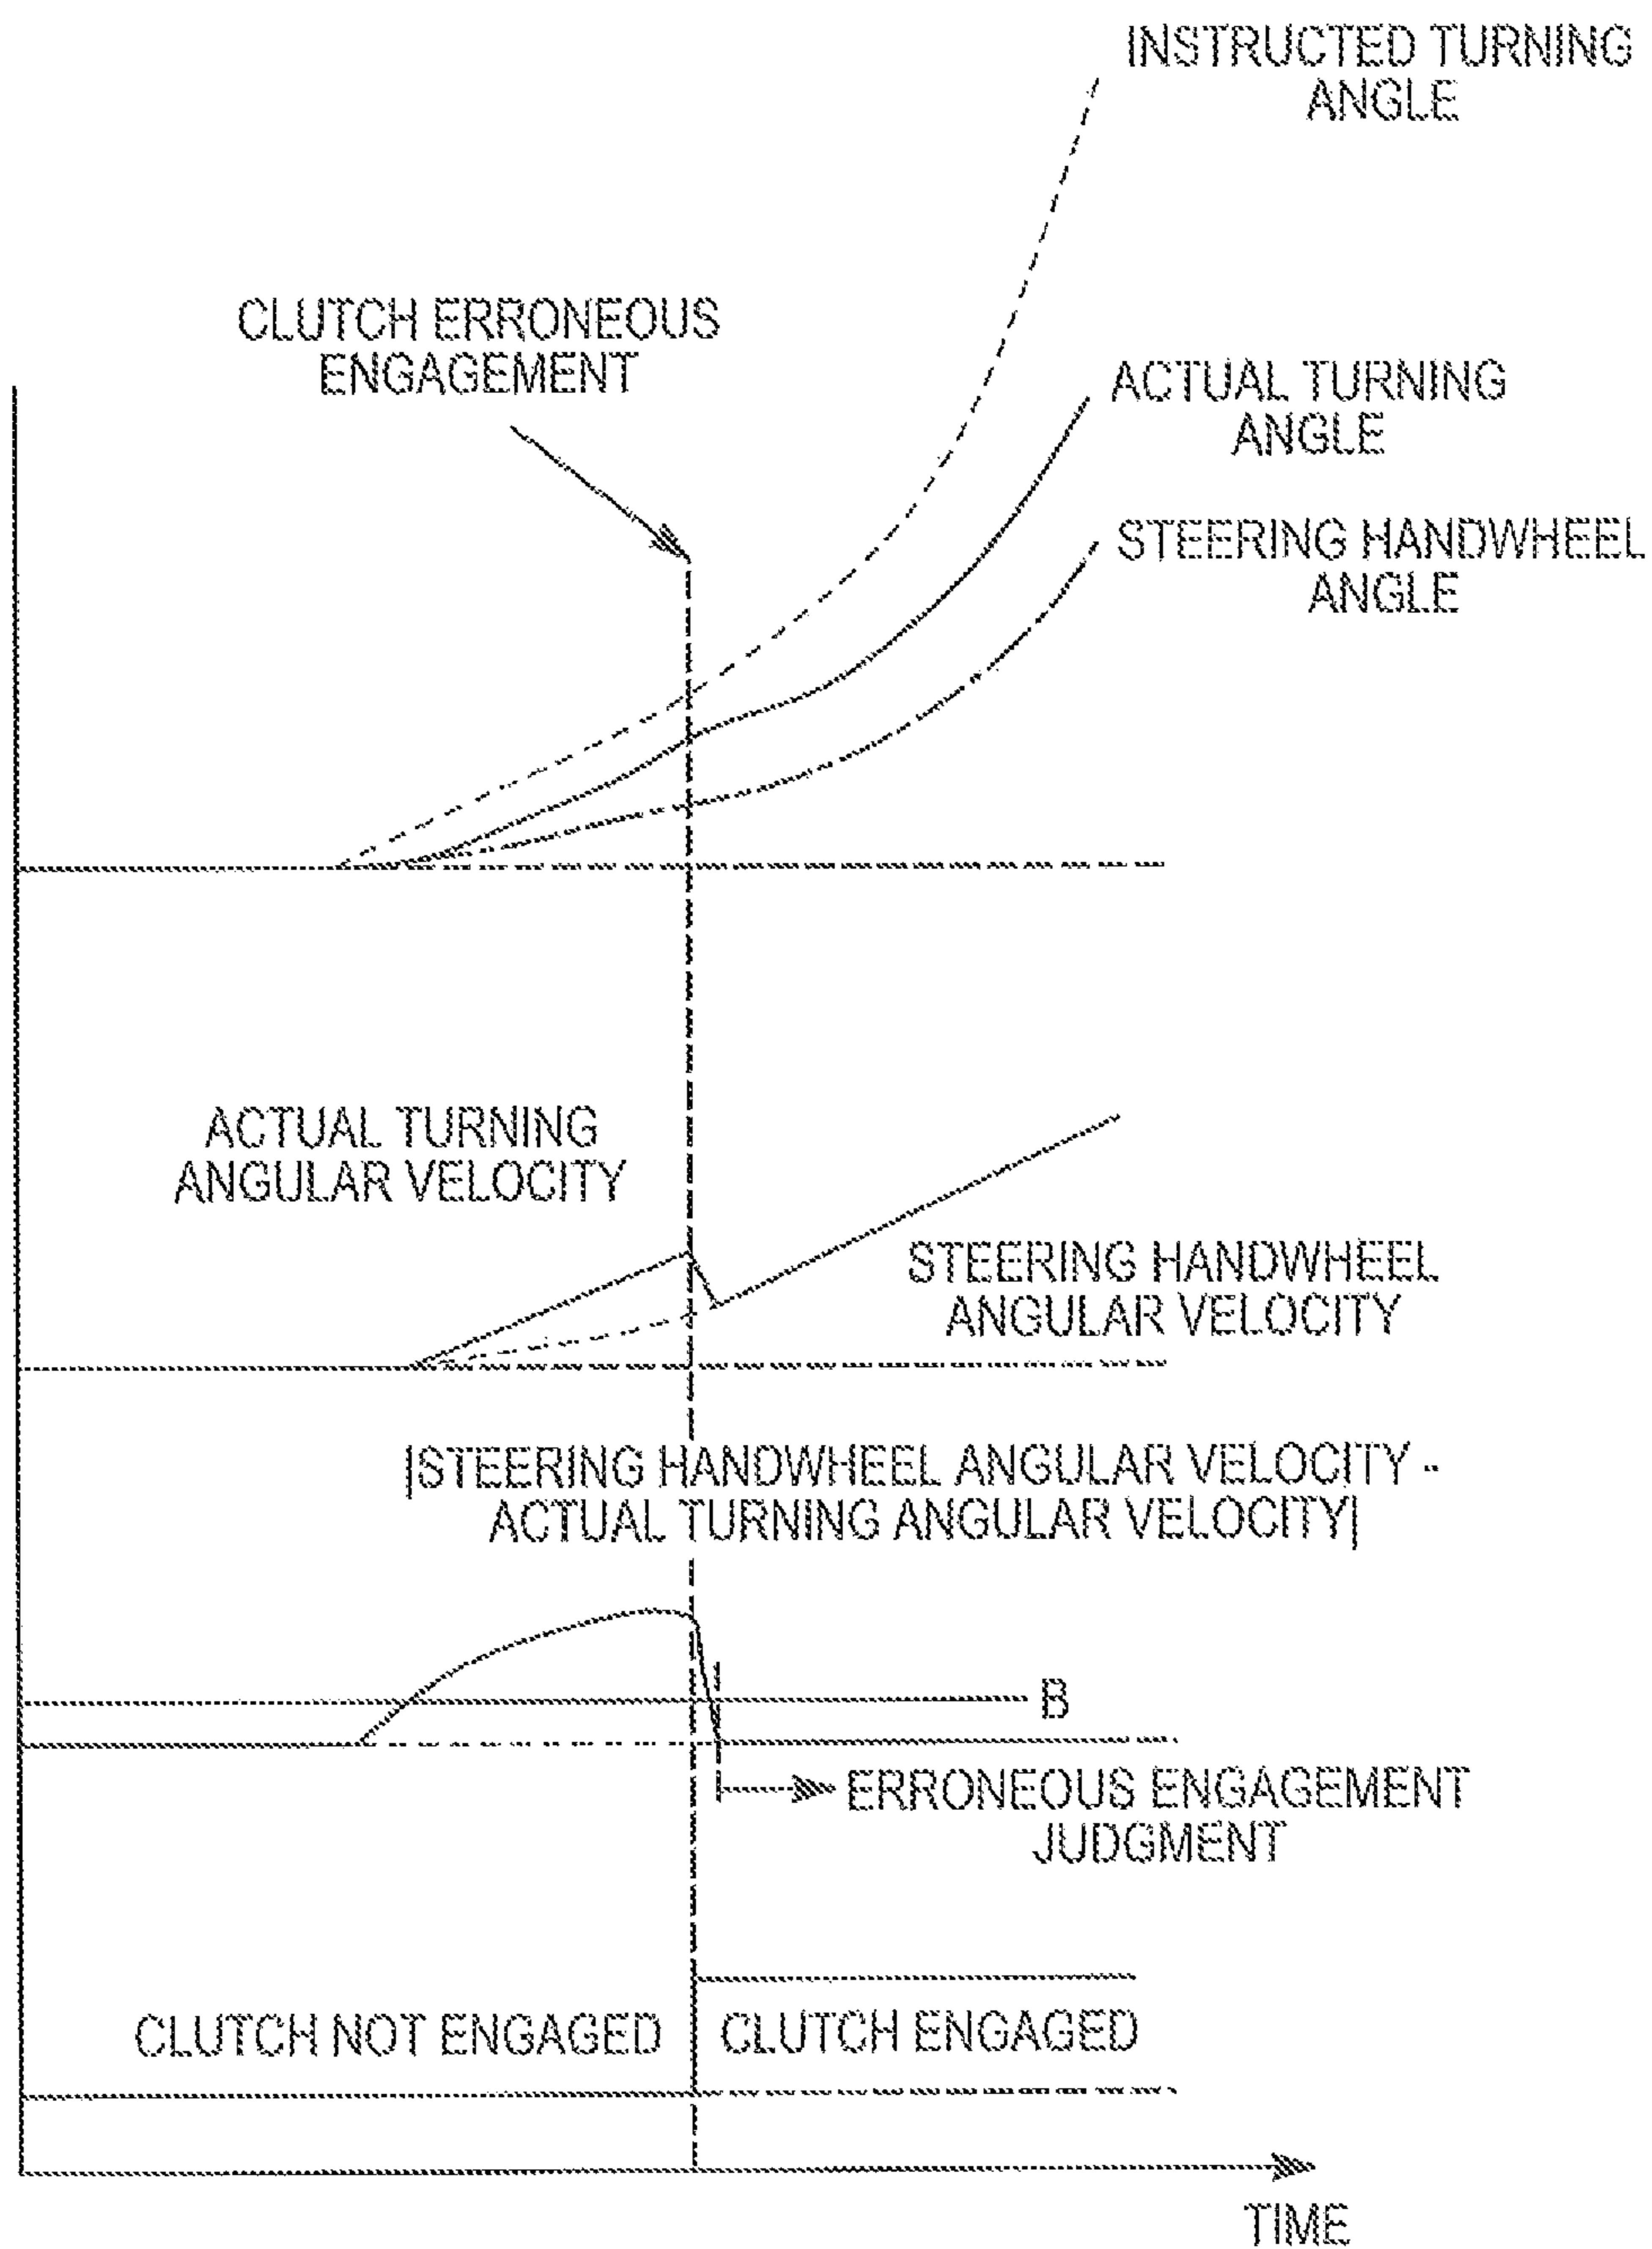 INSTRUCTED TURNING
ANGLE
CLUTCH ERRONEOUS
ENGAGEMENT
ACTUAL TURNING
ANGLE
STEERING HANDWHEEL
ANGLE
ACTUAL TURNING
ANGULAR VELOCITY
STEERING HANDWHEEL
ANGULAR VELOCITY
|STEERING HANDWHEEL ANGULAR VELOCITY -
ACTUAL TURNING ANGULAR VELOCITY|
B
ERRONEOUS ENGAGEMENT
JUDGMENT
CLUTCH NOT ENGAGED
CLUTCH ENGAGED
TIME